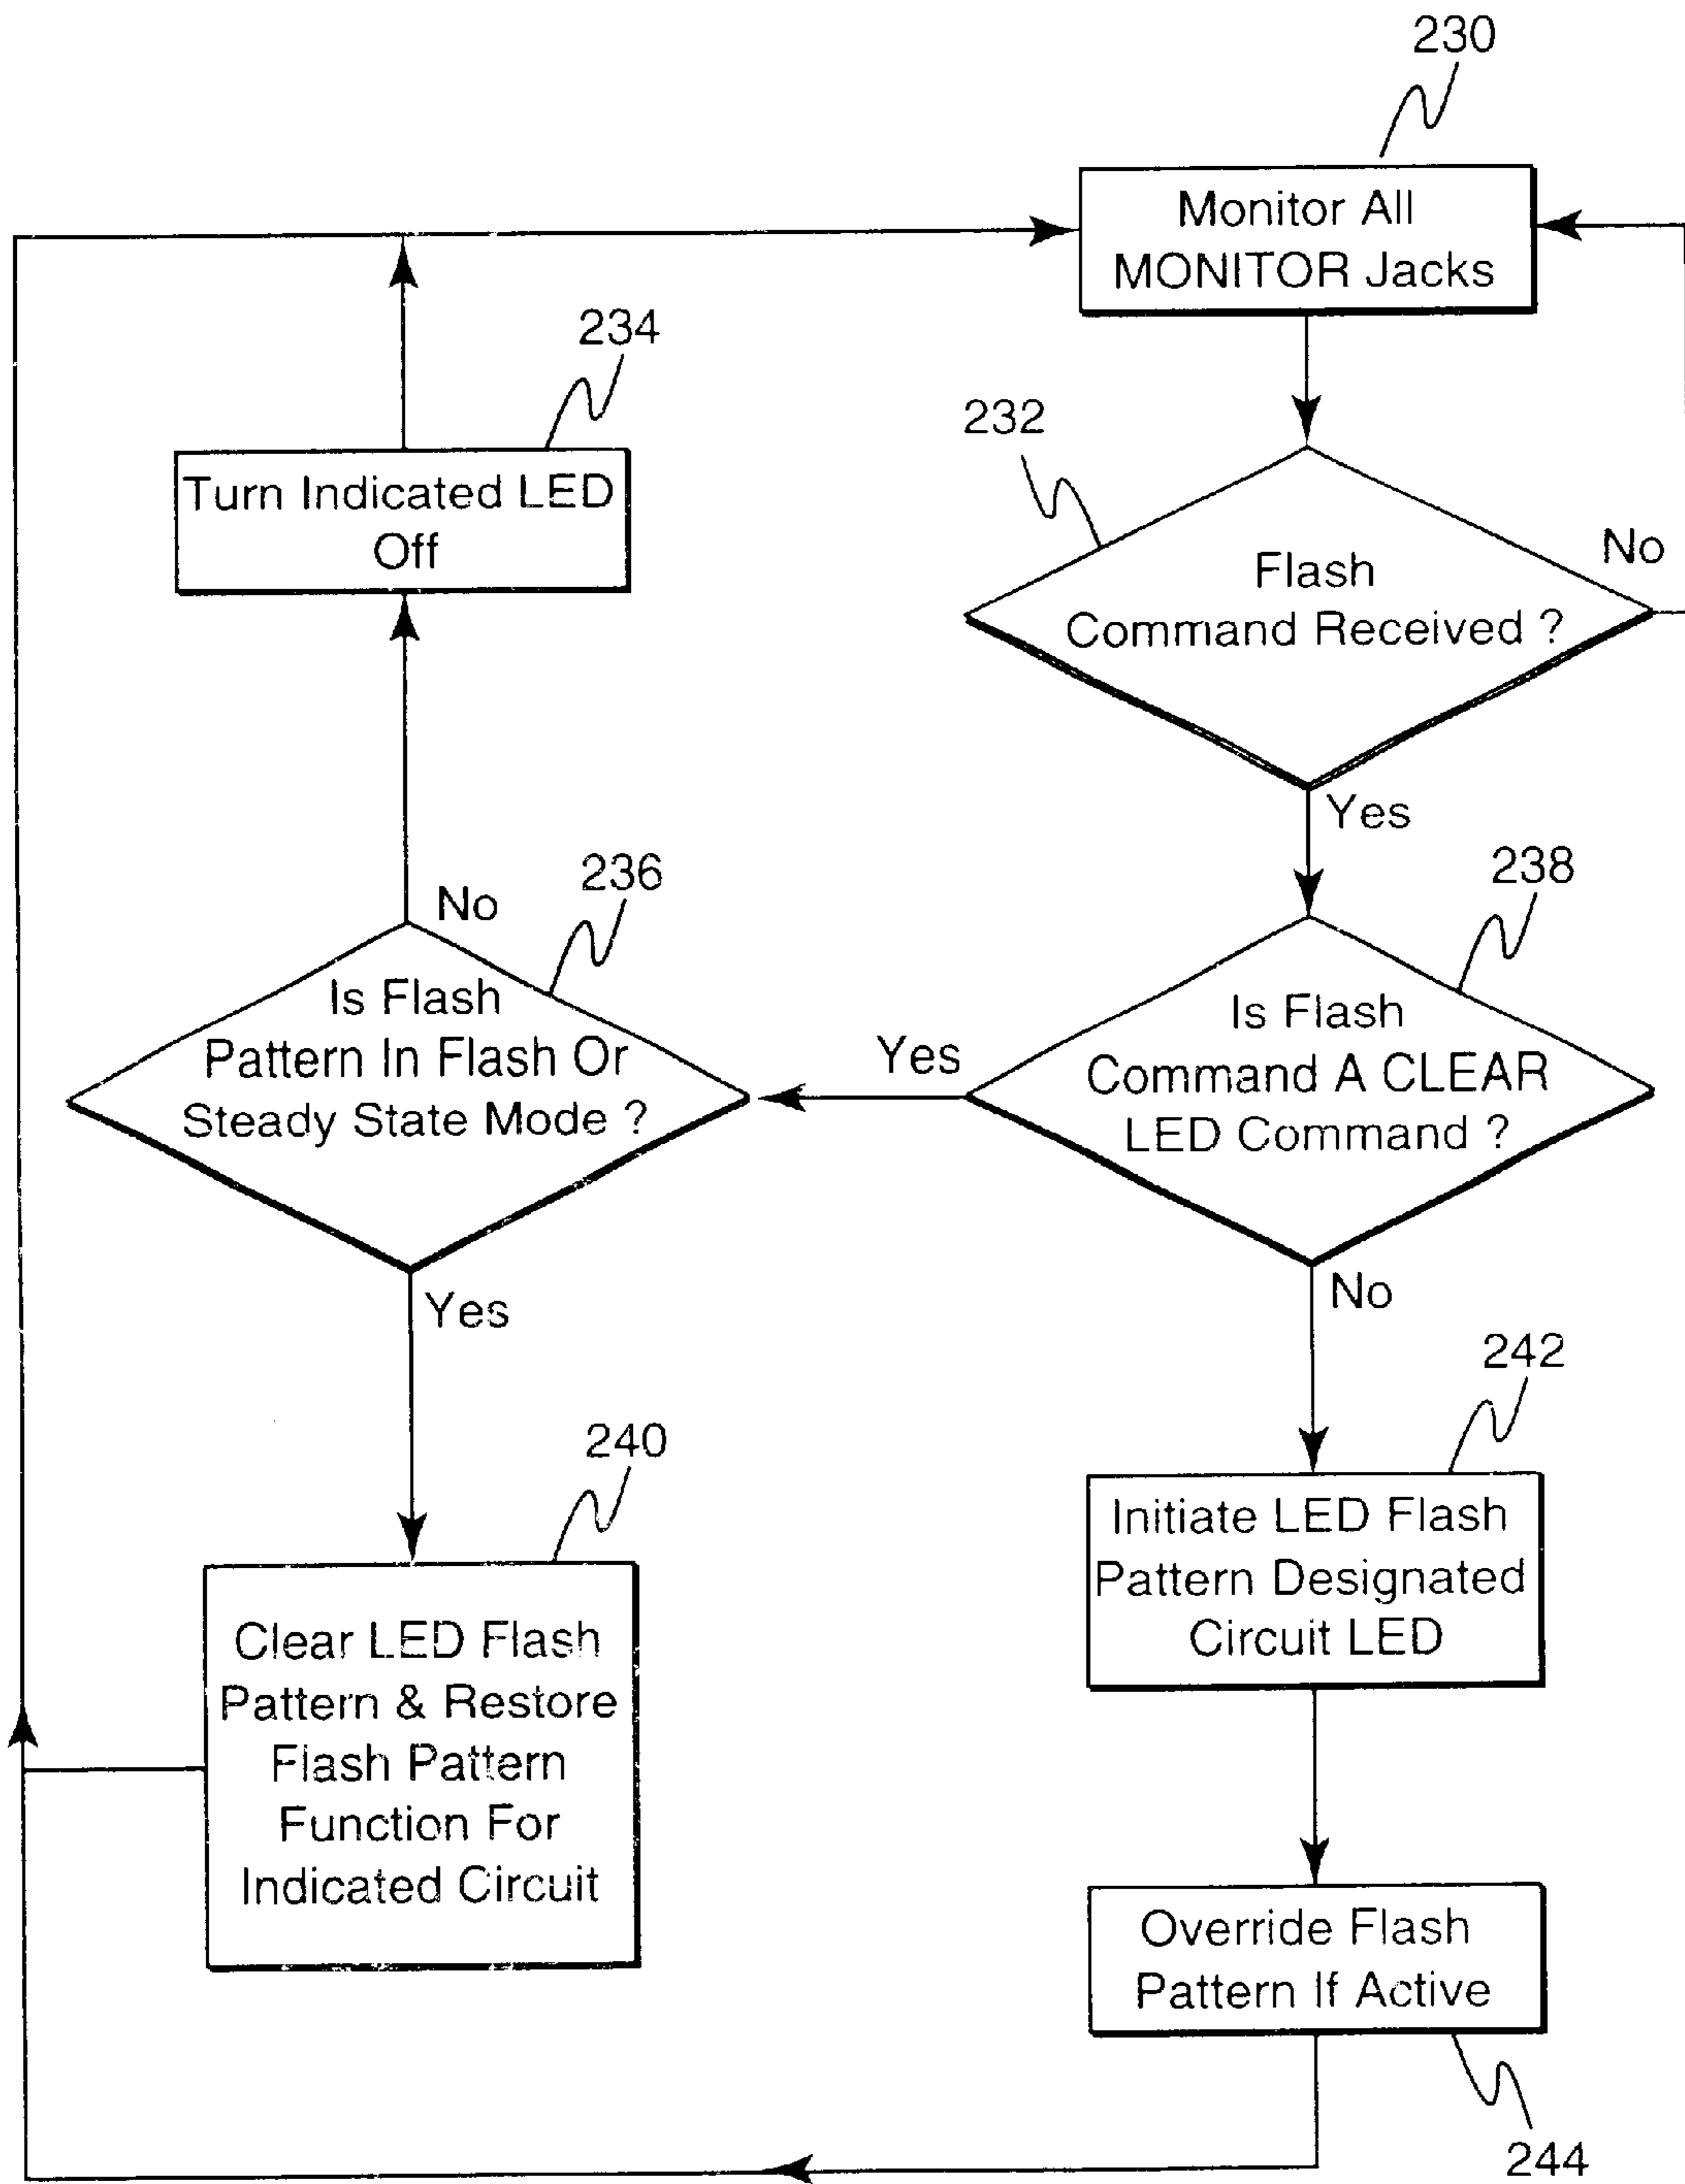 230
Monitor All
MONITOR Jacks
234
232
Turn Indicated LED
Off
Flash
Command Received ?
No
Yes
236
238
No
Is Flash
Pattern In Flash Or
Steady State Mode ?
Yes
Is Flash
Command A CLEAR
LED Command ?
Yes
No
242
240
Initiate LED Flash
Pattern Designated
Circuit LED
Clear LED Flash
Pattern & Restore
Flash Pattern
Function For
Indicated Circuit
Override Flash
Pattern If Active
244